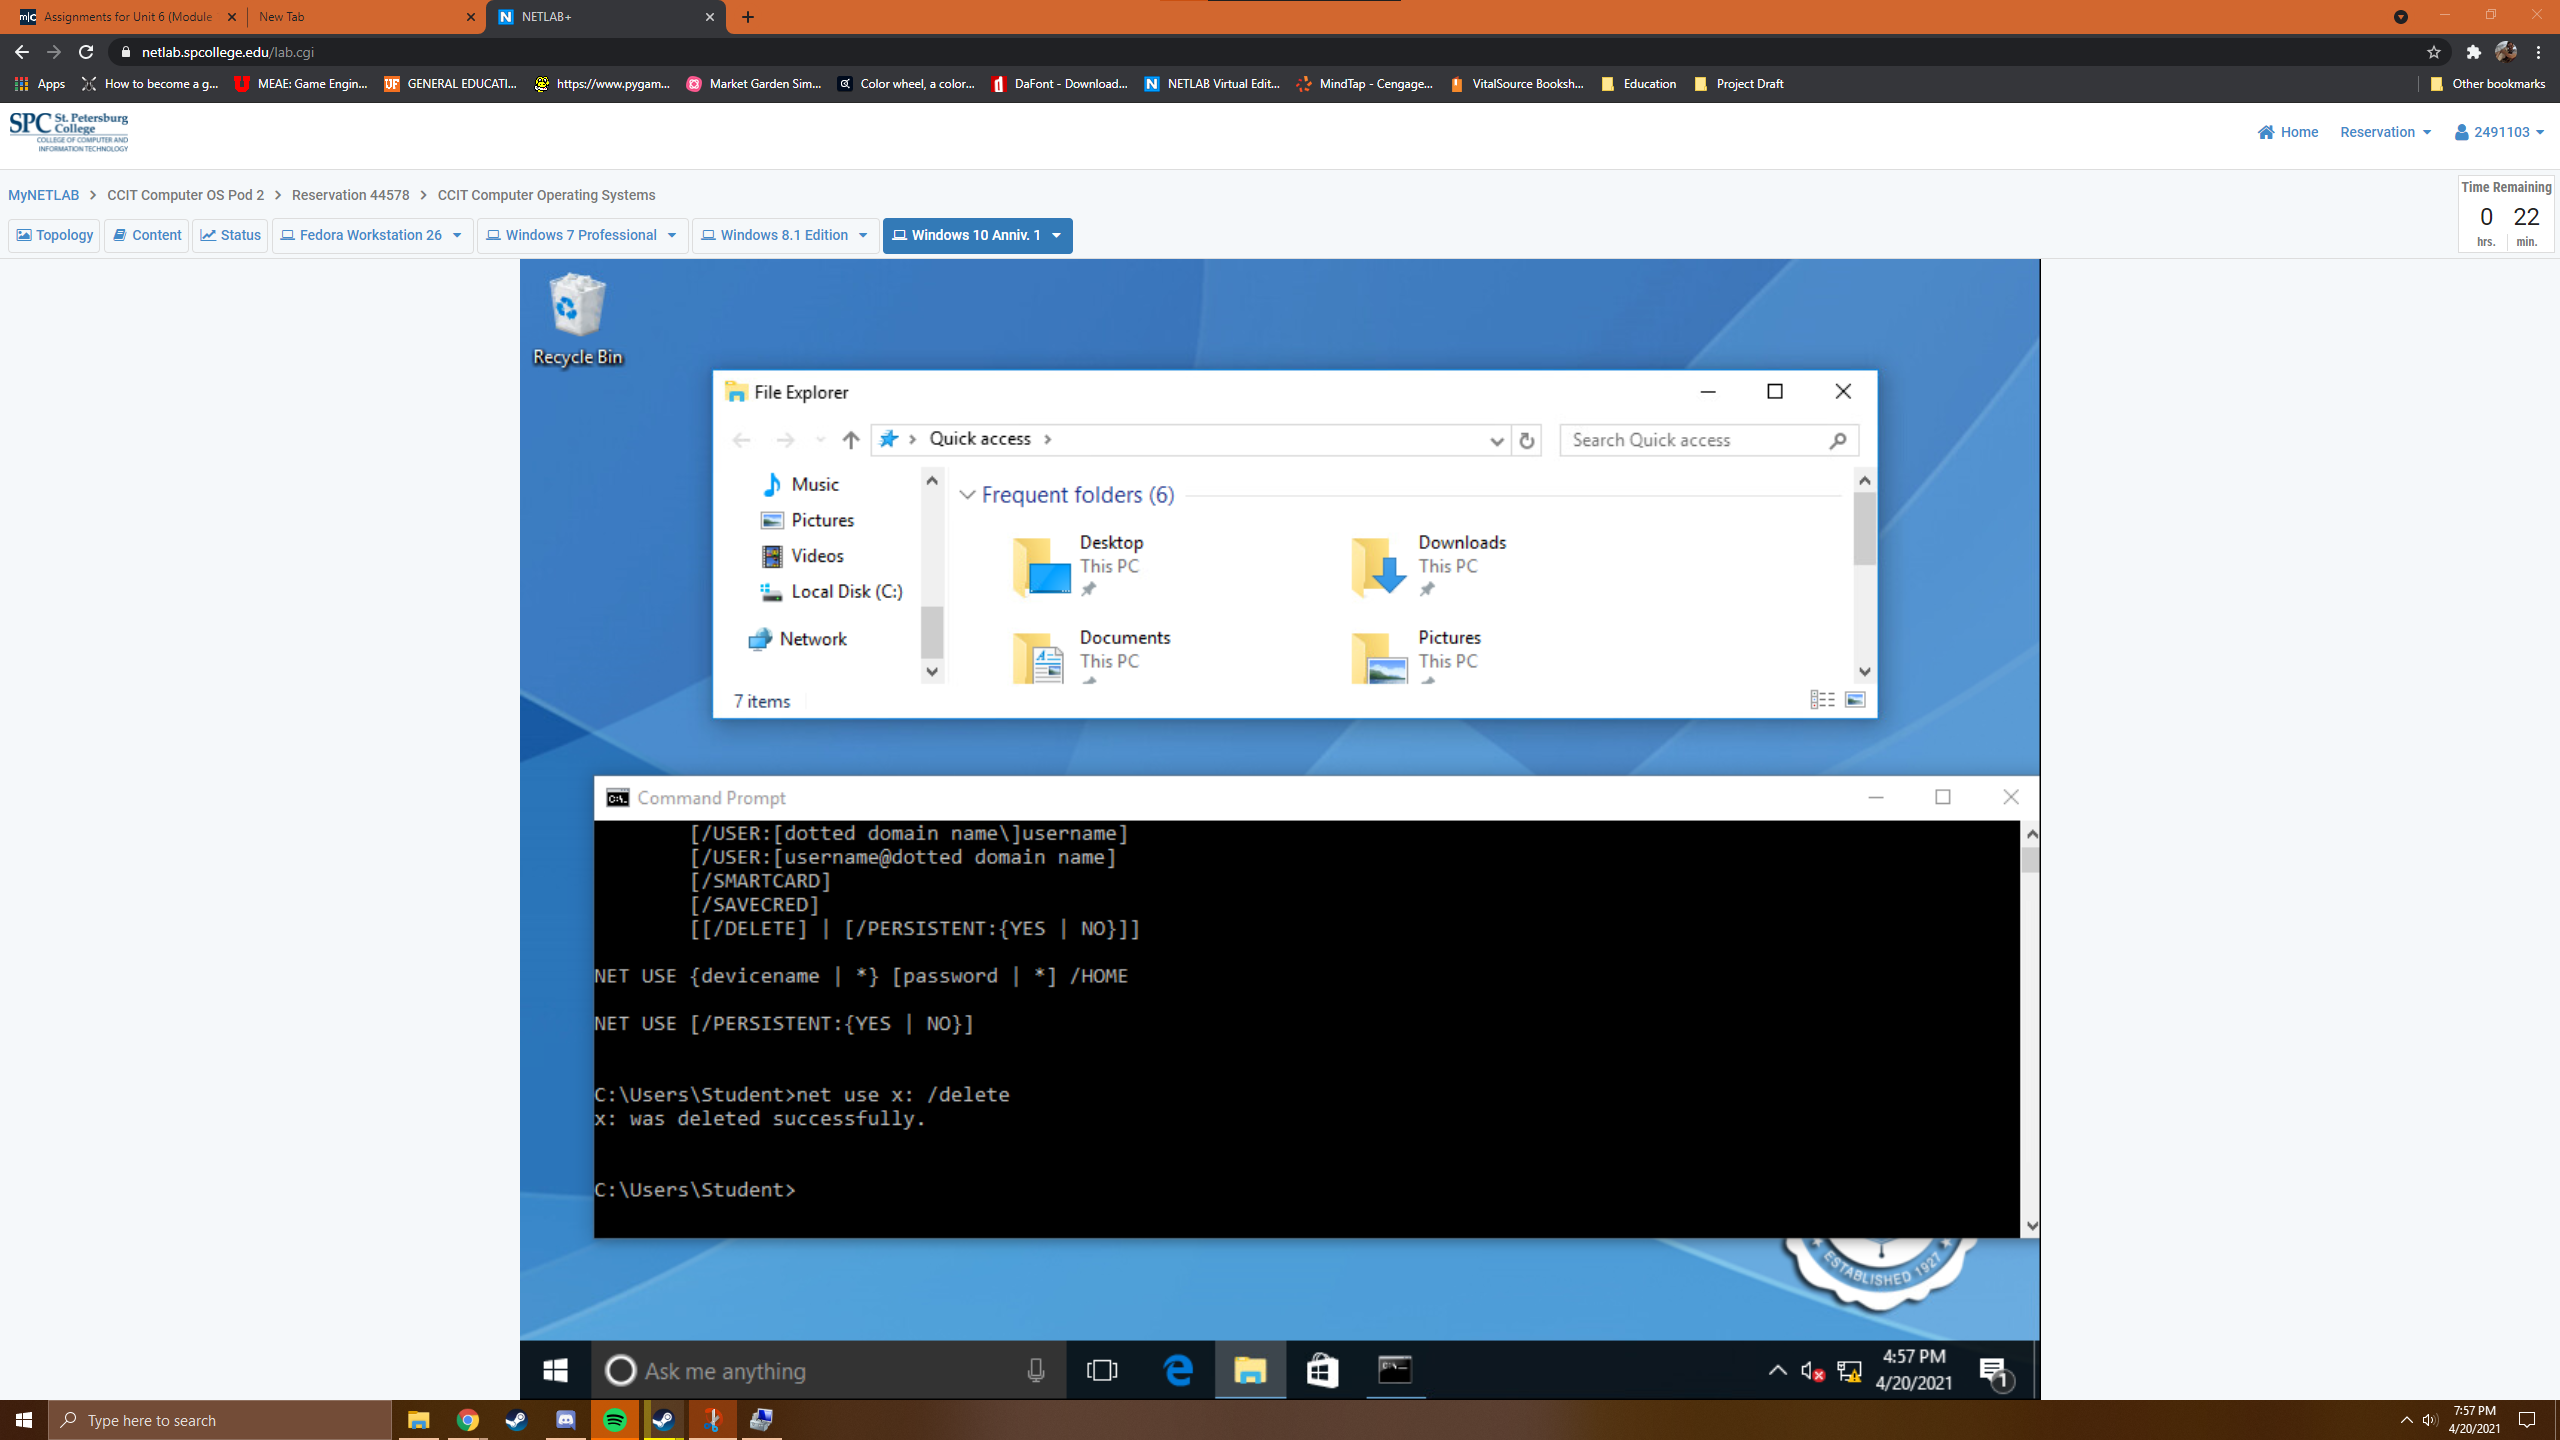 Assignments for Unit 6 (Module
New Tab
NETLAB+
netlab.spcollege.edu/lab.cgi
Apps
How to become a g...
MEAE: Game Engin...
GENERAL EDUCATI...
https://www.pygam...
Market Garden Sim...
Color wheel, a color...
DaFont - Download...
NETLAB Virtual Edit...
MindTap - Cengage...
VitalSource Booksh...
Education
Project Draft
Other bookmarks
SPC St. Petersburg College
COLLEGE OF COMPUTER AND
INFORMATION TECHNOLOGY
Home
Reservation
2491103
MyNETLAB > CCIT Computer OS Pod 2 > Reservation 44578 > CCIT Computer Operating Systems
Time Remaining
0 22
hrs. min.
Topology
Content
Status
Fedora Workstation 26
Windows 7 Professional
Windows 8.1 Edition
Windows 10 Anniv. 1
Recycle Bin
File Explorer
Quick access
Search Quick access
Music
Pictures
Videos
Local Disk (C:)
Network
Frequent folders (6)
Desktop
This PC
Downloads
This PC
Documents
This PC
Pictures
This PC
7 items
Command Prompt
[/USER:[dotted domain name\]username]
[/USER:[username@dotted domain name]
[/SMARTCARD]
[/SAVECRED]
[[/DELETE] | [/PERSISTENT:{YES | NO}]]
NET USE {devicename | *} [password | *] /HOME
NET USE [/PERSISTENT:{YES | NO}]
C:\Users\Student>net use x: /delete
x: was deleted successfully.
C:\Users\Student>
ESTABLISHED 1927
Ask me anything
4:57 PM
4/20/2021
1
Type here to search
7:57 PM
4/20/2021